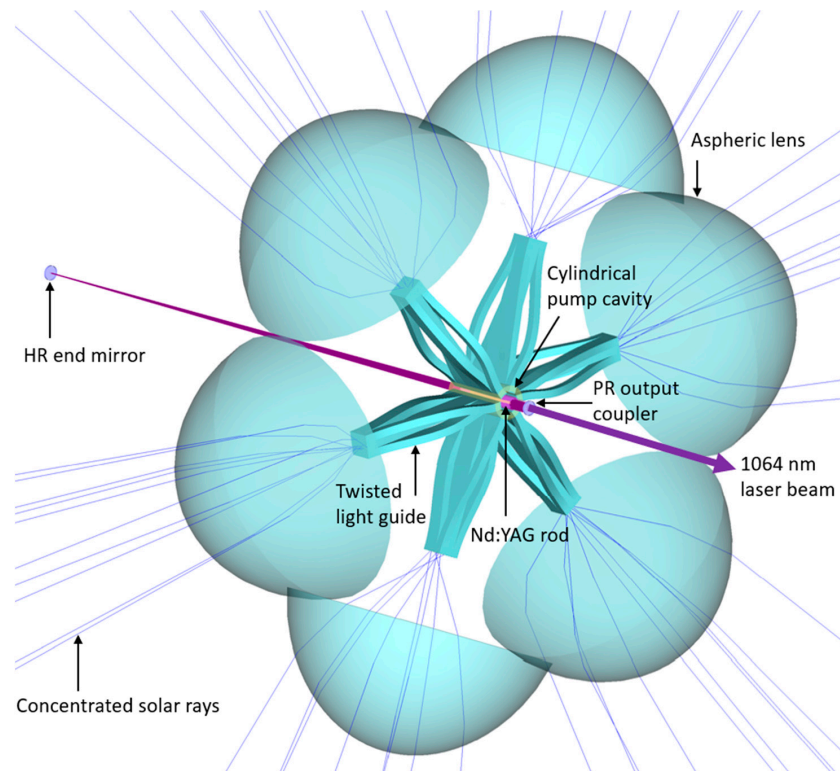 Aspheric lens
Cylindrical
pump cavity
HR end mirror
PR output
coupler
1064 nm
laser beam
Twisted
light guide
Nd:YAG rod
Concentrated solar rays